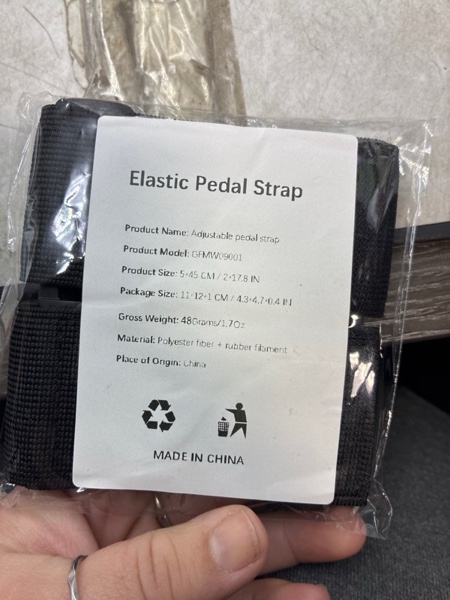 Elastic Pedal Strap
Product Name: Adjustable pedal strap
Product Model: GFMW09001
Product Size: 5*45 CM / 2*17.8 IN
Package Size: 11*12*1 CM / 4.3*4.7*0.4 IN
Gross Weight: 48Grams/1.7Oz
Material: Polyester fiber + rubber filament
Place of Origin: China
MADE IN CHINA